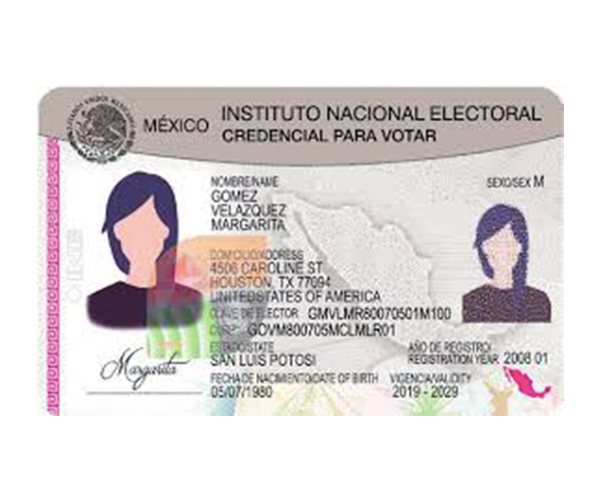 MÉXICO
INSTITUTO NACIONAL ELECTORAL
CREDENCIAL PARA VOTAR
NOMBRE/NAME
GOMEZ
VELAZQUEZ
MARGARITA
SEXO/SEX M
DOMICILIO/ADDRESS
4506 CAROLINE ST.
HOUSTON, TX 77094
UNITEDSTATES OF AMERICA
CLAVE DE ELECTOR GMVLMR80070501M100
CURP GOVM800705MCLMLR01
ESTADO/STATE
SAN LUIS POTOSI
AÑO DE REGISTRO/
REGISTRATION YEAR 2008 01
FECHA DE NACIMIENTO/DATE OF BIRTH
05/07/1980
VIGENCIA/VALIDITY
2019 - 2029
Margarita